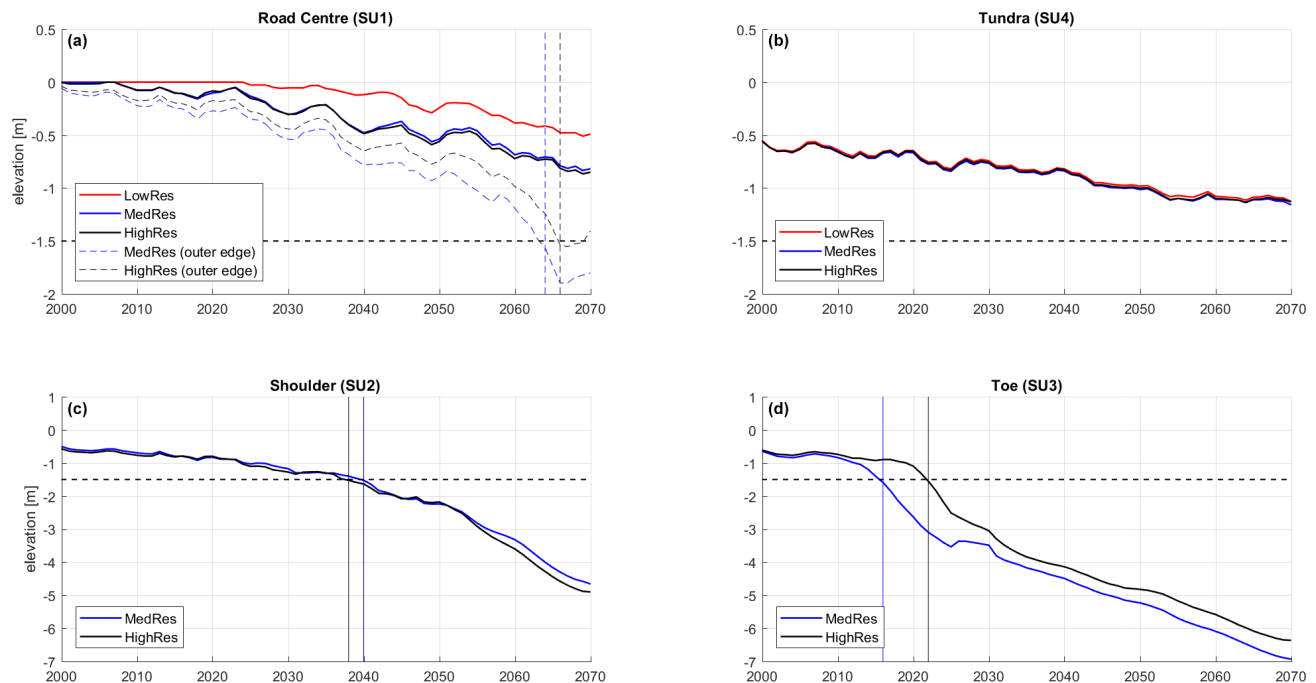 Road Centre (SU1)
(a)
elevation [m]
0.5
0
-0.5
-1
-1.5
-2
LowRes
MedRes
HighRes
MedRes (outer edge)
HighRes (outer edge)
2000 2010 2020 2030 2040 2050 2060 2070
Tundra (SU4)
(b)
0.5
0
-0.5
-1
-1.5
-2
LowRes
MedRes
HighRes
2000 2010 2020 2030 2040 2050 2060 2070
Shoulder (SU2)
(c)
elevation [m]
1
0
-1
-2
-3
-4
-5
-6
-7
MedRes
HighRes
2000 2010 2020 2030 2040 2050 2060 2070
Toe (SU3)
(d)
1
0
-1
-2
-3
-4
-5
-6
-7
MedRes
HighRes
2000 2010 2020 2030 2040 2050 2060 2070